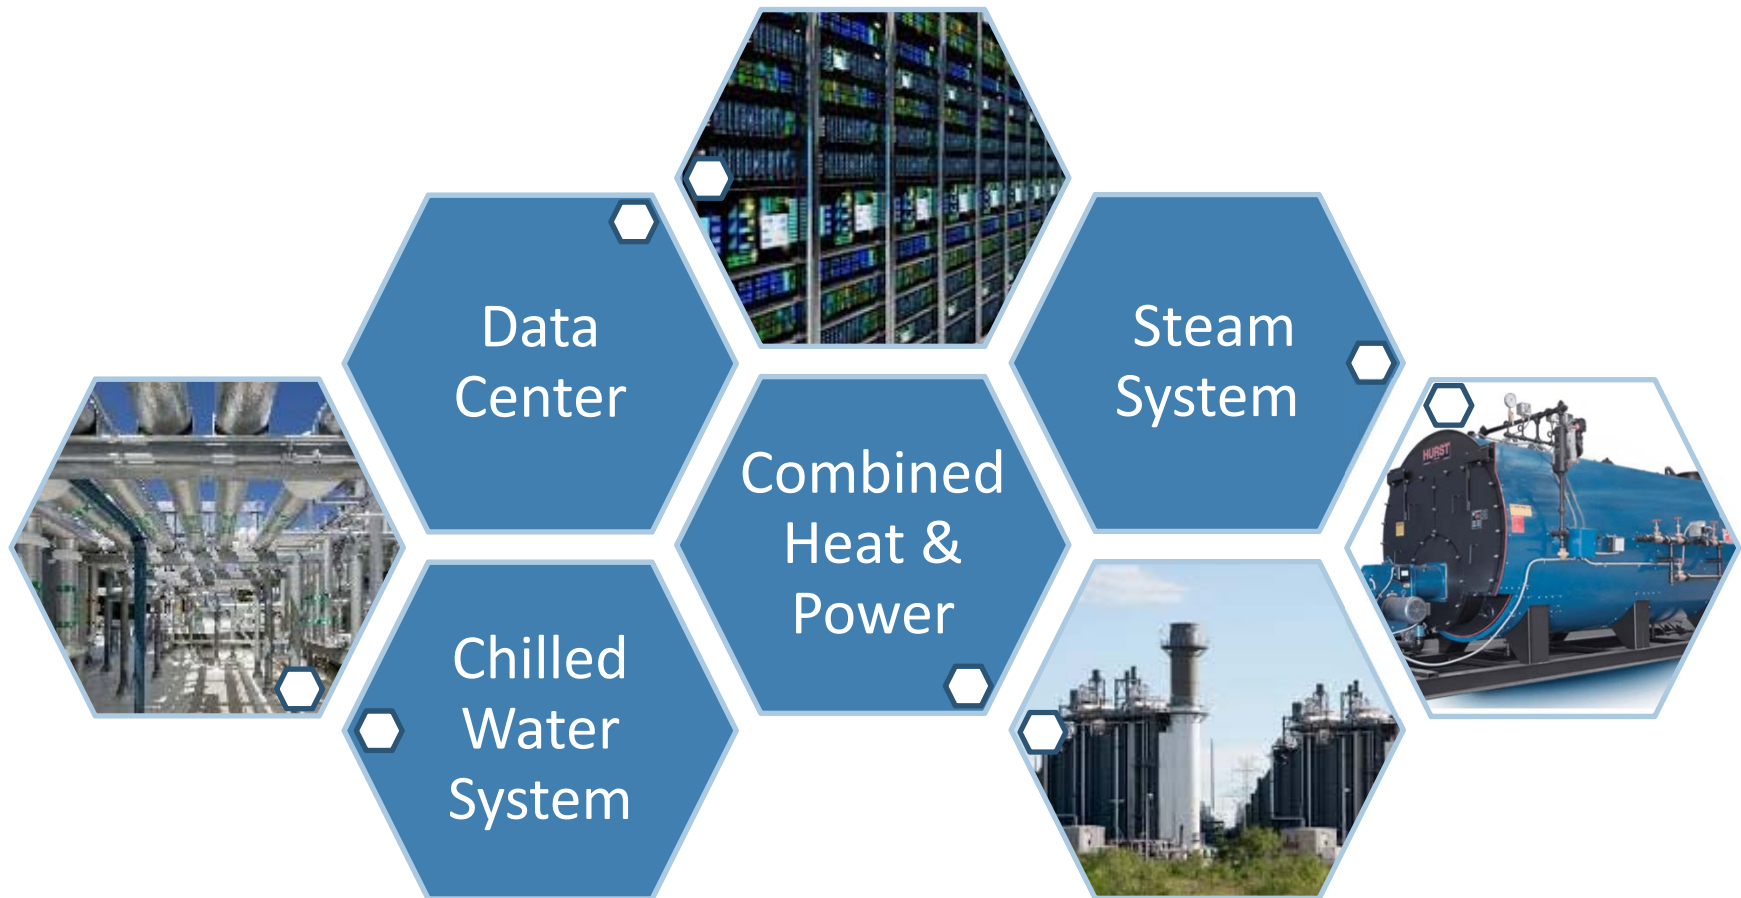 Data
Center
Steam
System
Combined
Heat &
Power
Chilled
Water
System
HURST